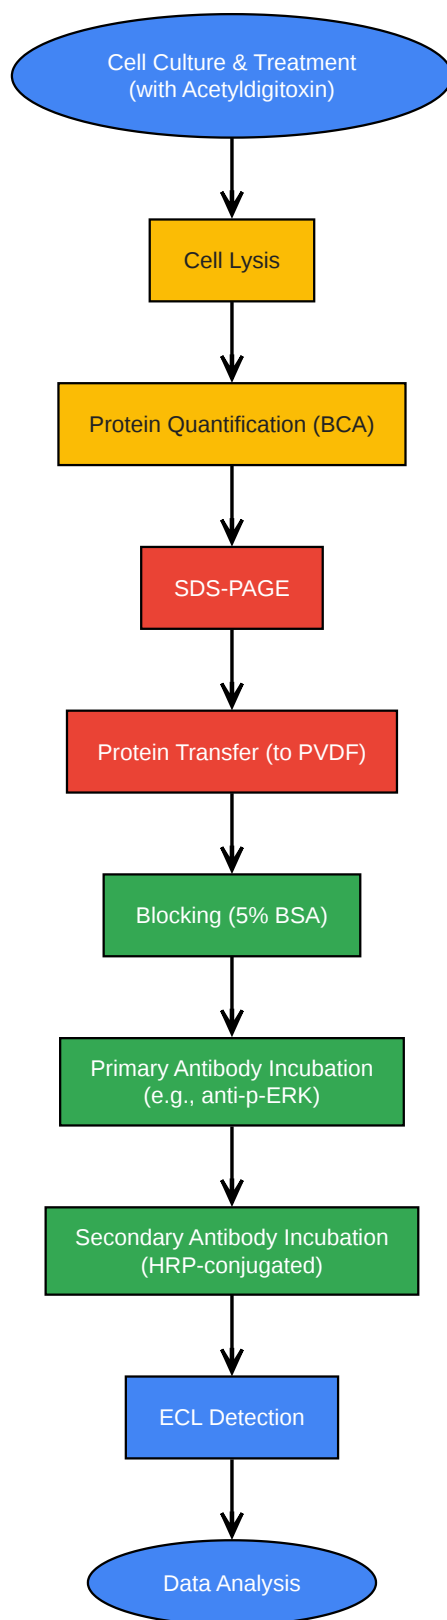 Cell Culture & Treatment
(with Acetyldigitoxin)
Cell Lysis
Protein Quantification (BCA)
SDS-PAGE
Protein Transfer (to PVDF)
Blocking (5% BSA)
Primary Antibody Incubation
(e.g., anti-p-ERK)
Secondary Antibody Incubation
(HRP-conjugated)
ECL Detection
Data Analysis